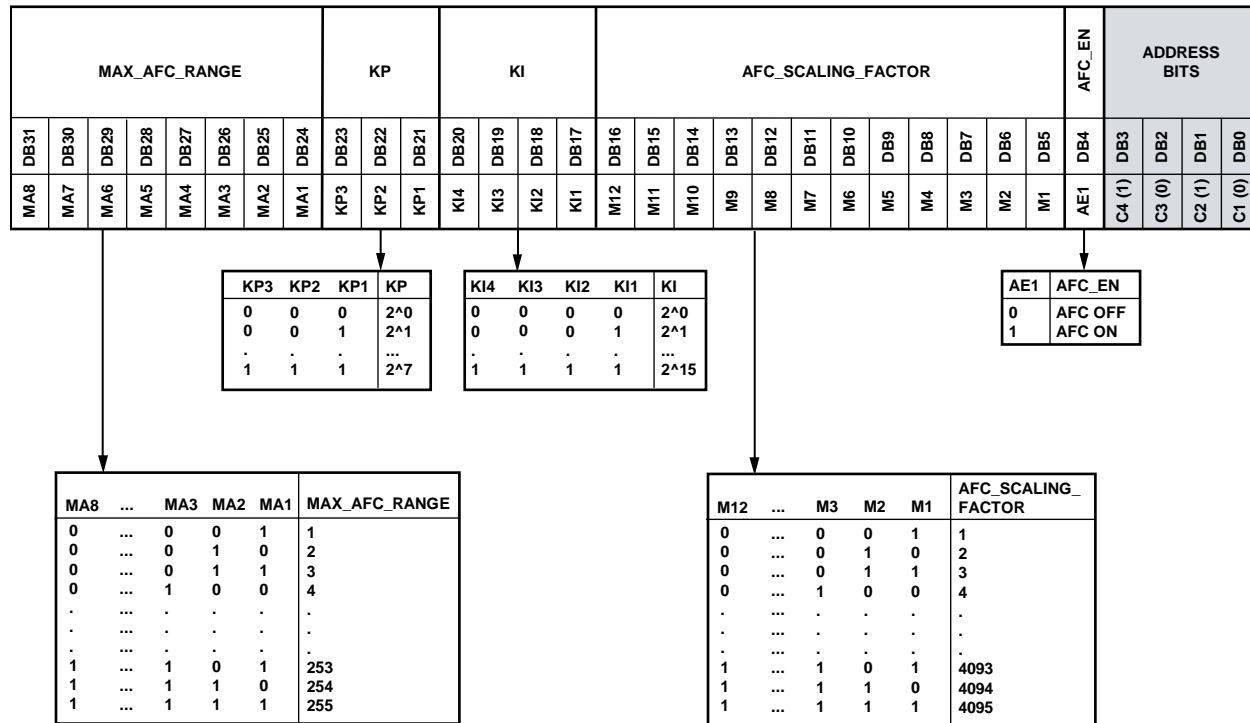 MAX_AFC_RANGE KP KI AFC_SCALING_FACTOR AFC_EN ADDRESS
BITS
DB31 DB30 DB29 DB28 DB27 DB26 DB25 DB24 DB23 DB22 DB21 DB20 DB19 DB18 DB17 DB16 DB15 DB14 DB13 DB12 DB11 DB10 DB9 DB8 DB7 DB6 DB5 DB4 DB3 DB2 DB1 DB0
MA8 MA7 MA6 MA5 MA4 MA3 MA2 MA1 KP3 KP2 KP1 KI4 KI3 KI2 KI1 M12 M11 M10 M9 M8 M7 M6 M5 M4 M3 M2 M1 AE1 C4 (1) C3 (0) C2 (1) C1 (0)
KP3 KP2 KP1 KP
0 0 0 2^0
0 0 1 2^1
. . . ...
1 1 1 2^7
KI4 KI3 KI2 KI1 KI
0 0 0 0 2^0
0 0 0 1 2^1
. . . . ...
1 1 1 1 2^15
AE1 AFC_EN
0 AFC OFF
1 AFC ON
MA8 ... MA3 MA2 MA1 MAX_AFC_RANGE
0 ... 0 0 1 1
0 ... 0 1 0 2
0 ... 0 1 1 3
0 ... 1 0 0 4
. ... . . . .
. ... . . . .
. ... . . . .
1 ... 1 0 1 253
1 ... 1 1 0 254
1 ... 1 1 1 255
M12 ... M3 M2 M1 AFC_SCALING_
FACTOR
0 ... 0 0 1 1
0 ... 0 1 0 2
0 ... 0 1 1 3
0 ... 1 0 0 4
. ... . . . .
. ... . . . .
. ... . . . .
1 ... 1 0 1 4093
1 ... 1 1 0 4094
1 ... 1 1 1 4095